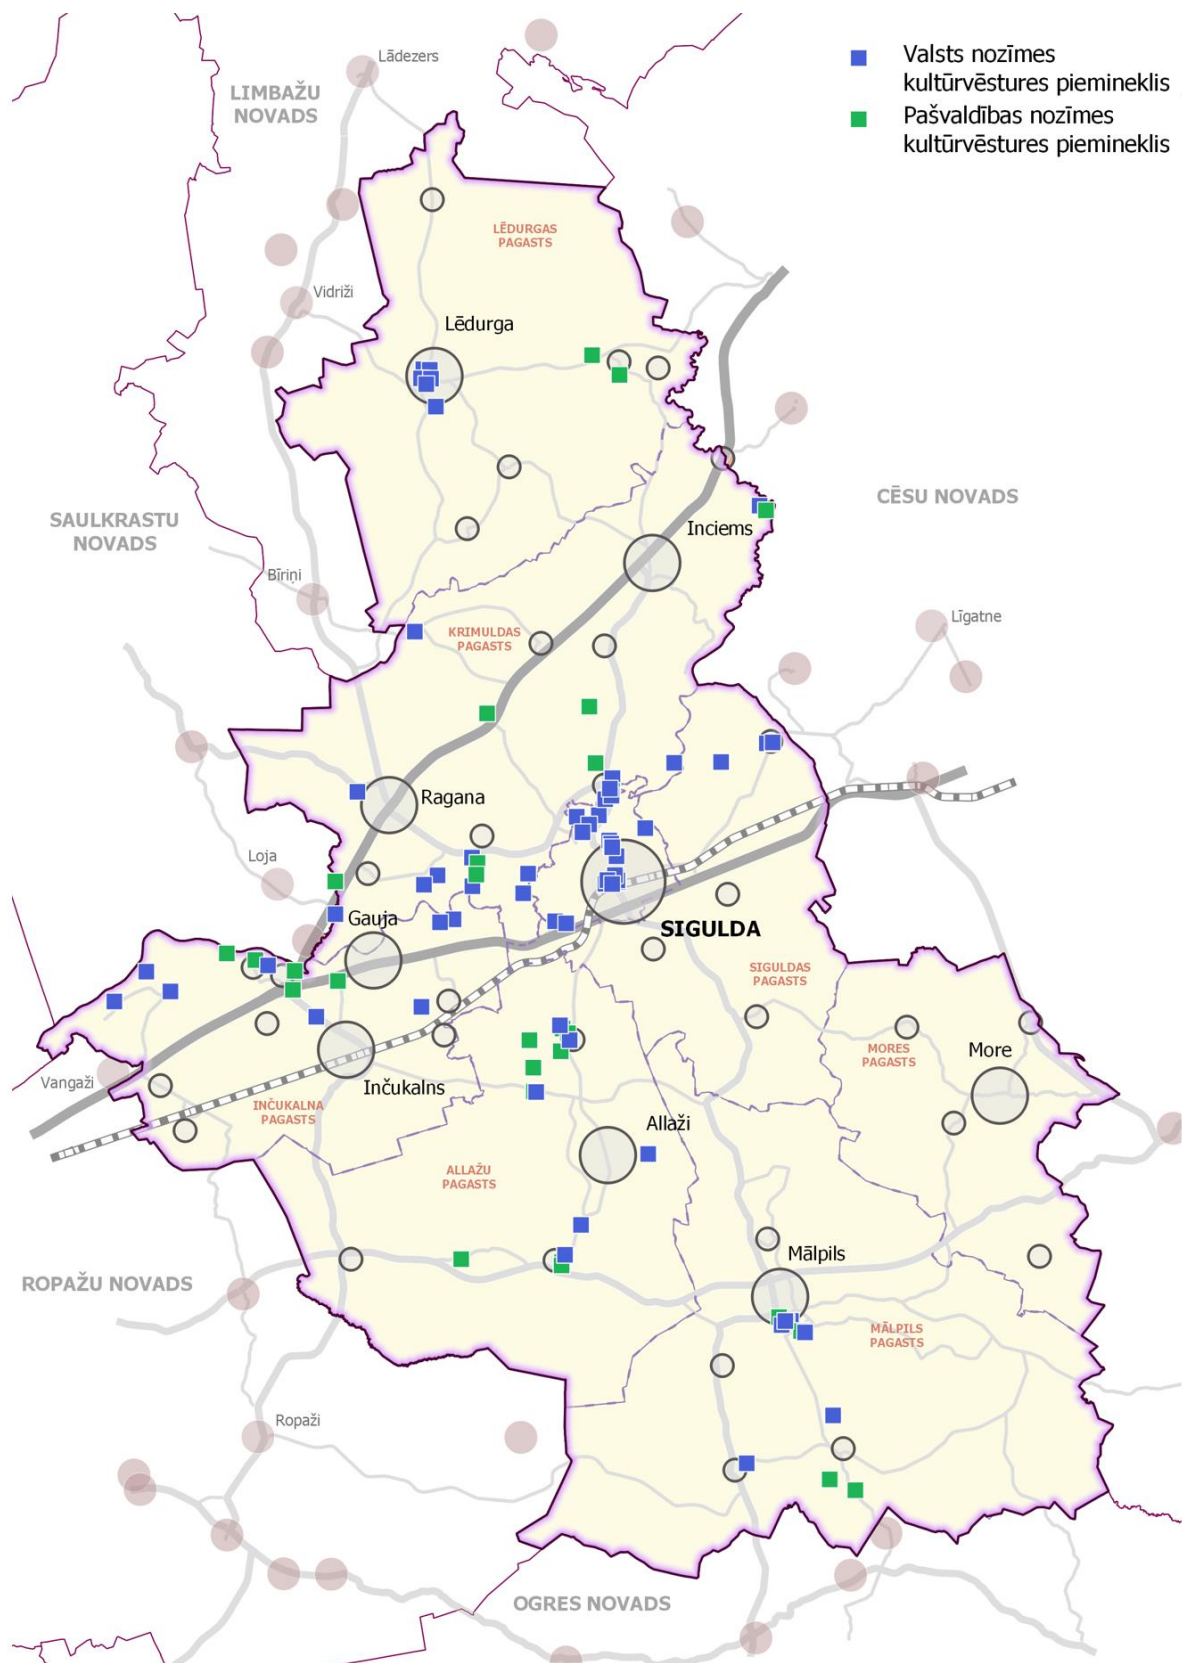 Valsts nozīmes
kultūrvēstures piemineklis
Pašvaldības nozīmes
kultūrvēstures piemineklis
Lādezers
LIMBAŽU
NOVADS
LĒDURGAS
PAGASTS
Vidriži
Lēdurga
CĒSU NOVADS
SAULKRASTU
NOVADS
Inciems
Bīriņi
Līgatne
KRIMULDAS
PAGASTS
Ragana
Loja
Gauja
SIGULDA
SIGULDAS
PAGASTS
MORES
PAGASTS
More
Vangaži
Inčukalns
INČUKALNA
PAGASTS
Allaži
ALLAŽU
PAGASTS
Mālpils
ROPAŽU NOVADS
MĀLPILS
PAGASTS
Ropaži
OGRES NOVADS